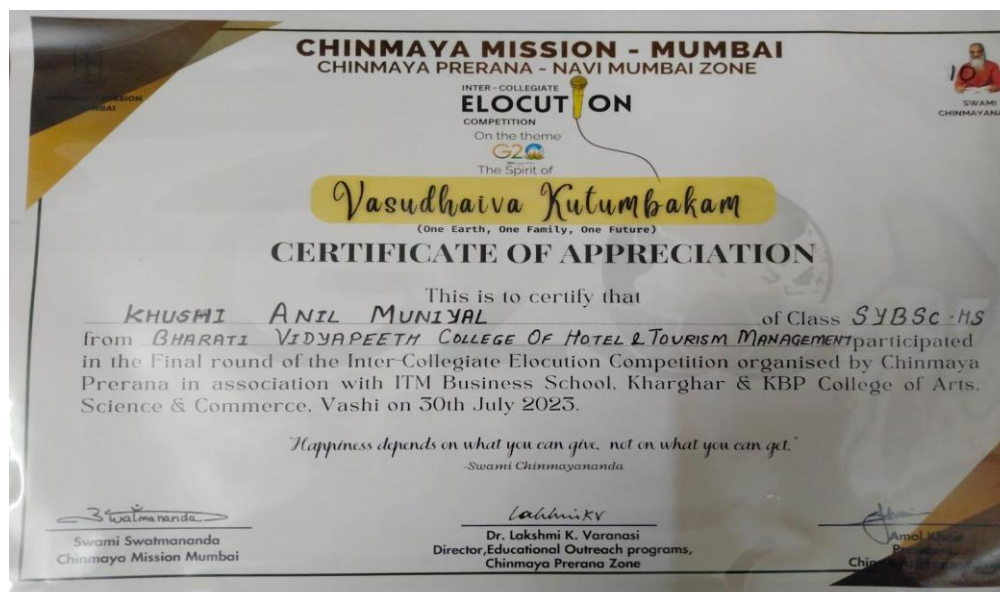 CHINMAYA MISSION - MUMBAI
CHINMAYA PRERANA - NAVI MUMBAI ZONE
INTER - COLLEGIATE
ELOCUTION
COMPETITION
On the theme
G20
The Spirit of
10
SWAMI
Vasudhaiva Kutumbakam
(One Earth, One Family, One Future)
CERTIFICATE OF APPRECIATION
This is to certify that
KHUSHI ANIL MUNIYAL of Class SYBSc-HS
from BHARATI VIDYAPEETH COLLEGE OF HOTEL & TOURISM MANAGEMENT participated
in the Final round of the Inter-Collegiate Elocution Competition organised by Chinmaya
Prerana in association with ITM Business School, Kharghar & KBP College of Arts,
Science & Commerce, Vashi on 30th July 2023.
"Happiness depends on what you can give, not on what you can get."
-Swami Chinmayananda
Swatmananda
Lakhmi KV
Swami Swatmananda
Chinmaya Mission Mumbai
Dr. Lakshmi K. Varanasi
Director,Educational Outreach programs,
Chinmaya Prerana Zone
Amol